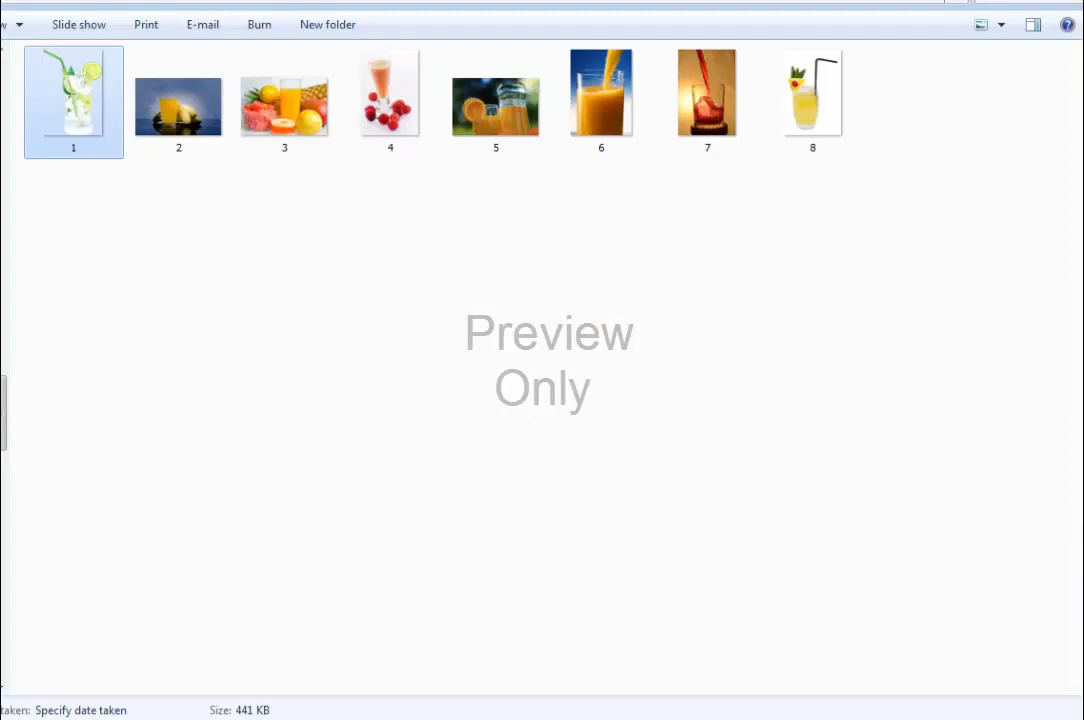 Slide show Print E-mail Burn New folder
1 2 3 4 5 6 7 8
Preview
Only
taken: Specify date taken Size: 441 KB